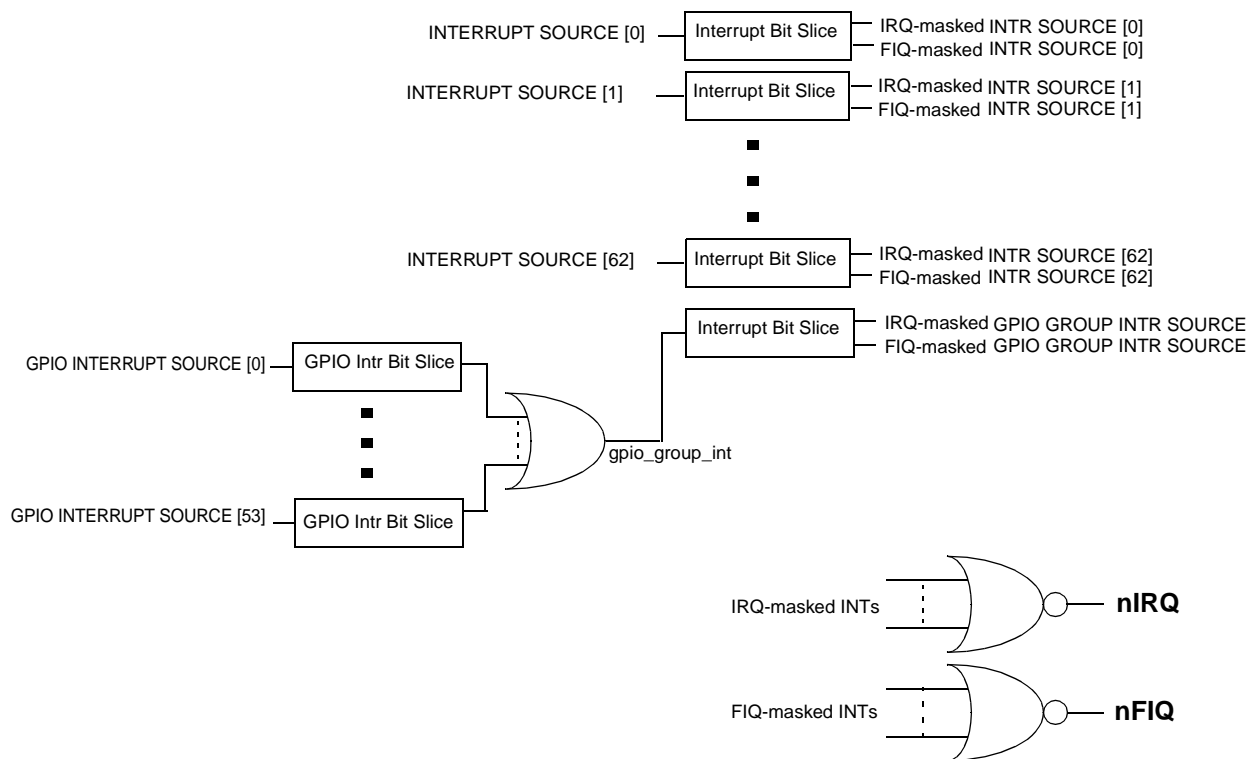 INTERRUPT SOURCE [0]
Interrupt Bit Slice
IRQ-masked INTR SOURCE [0]
FIQ-masked INTR SOURCE [0]
INTERRUPT SOURCE [1]
Interrupt Bit Slice
IRQ-masked INTR SOURCE [1]
FIQ-masked INTR SOURCE [1]
INTERRUPT SOURCE [62]
Interrupt Bit Slice
IRQ-masked INTR SOURCE [62]
FIQ-masked INTR SOURCE [62]
Interrupt Bit Slice
IRQ-masked GPIO GROUP INTR SOURCE
FIQ-masked GPIO GROUP INTR SOURCE
GPIO INTERRUPT SOURCE [0]
GPIO Intr Bit Slice
gpio_group_int
GPIO INTERRUPT SOURCE [53]
GPIO Intr Bit Slice
IRQ-masked INTs
nIRQ
FIQ-masked INTs
nFIQ